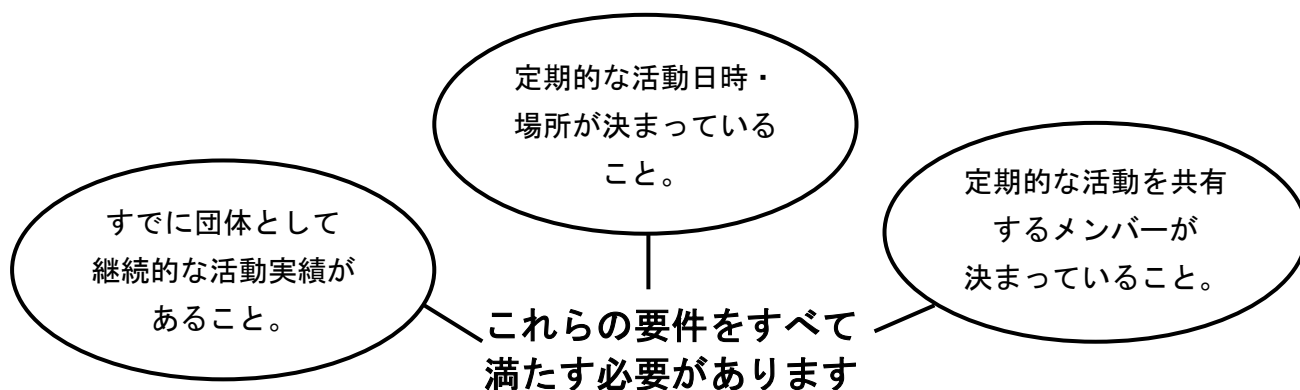 定期的な活動日時・
場所が決まっている
こと。
すでに団体として
継続的な活動実績が
あること。
定期的な活動を共有
するメンバーが
決まっていること。
これらの要件をすべて
満たす必要があります